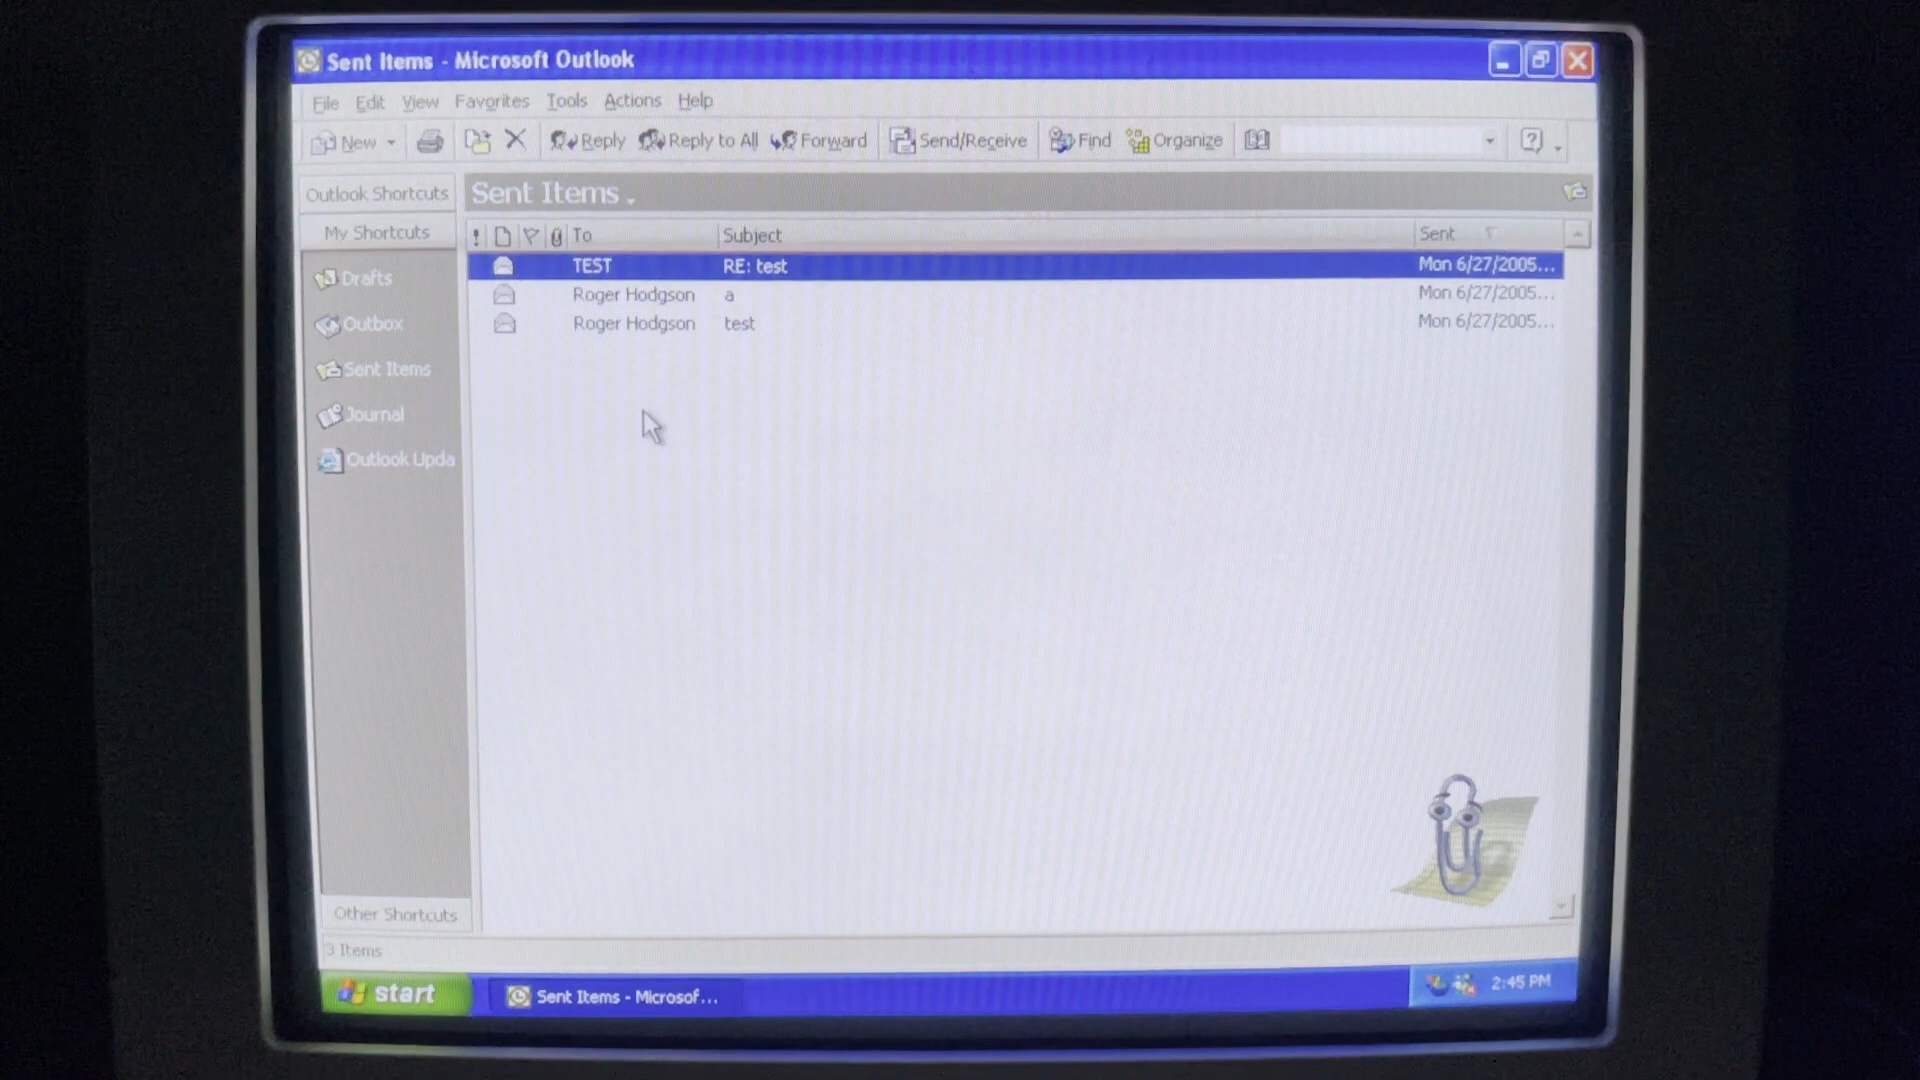 Sent Items - Microsoft Outlook
File Edit View Favorites Tools Actions Help
New Reply Reply to All Forward Send/Receive Find Organize
Outlook Shortcuts
Sent Items
My Shortcuts
! To Subject Sent
TEST RE: test Mon 6/27/2005...
Roger Hodgson a Mon 6/27/2005...
Roger Hodgson test Mon 6/27/2005...
Drafts
Outbox
Sent Items
Journal
Outlook Upda
Other Shortcuts
3 Items
start Sent Items - Microsof... 2:45 PM